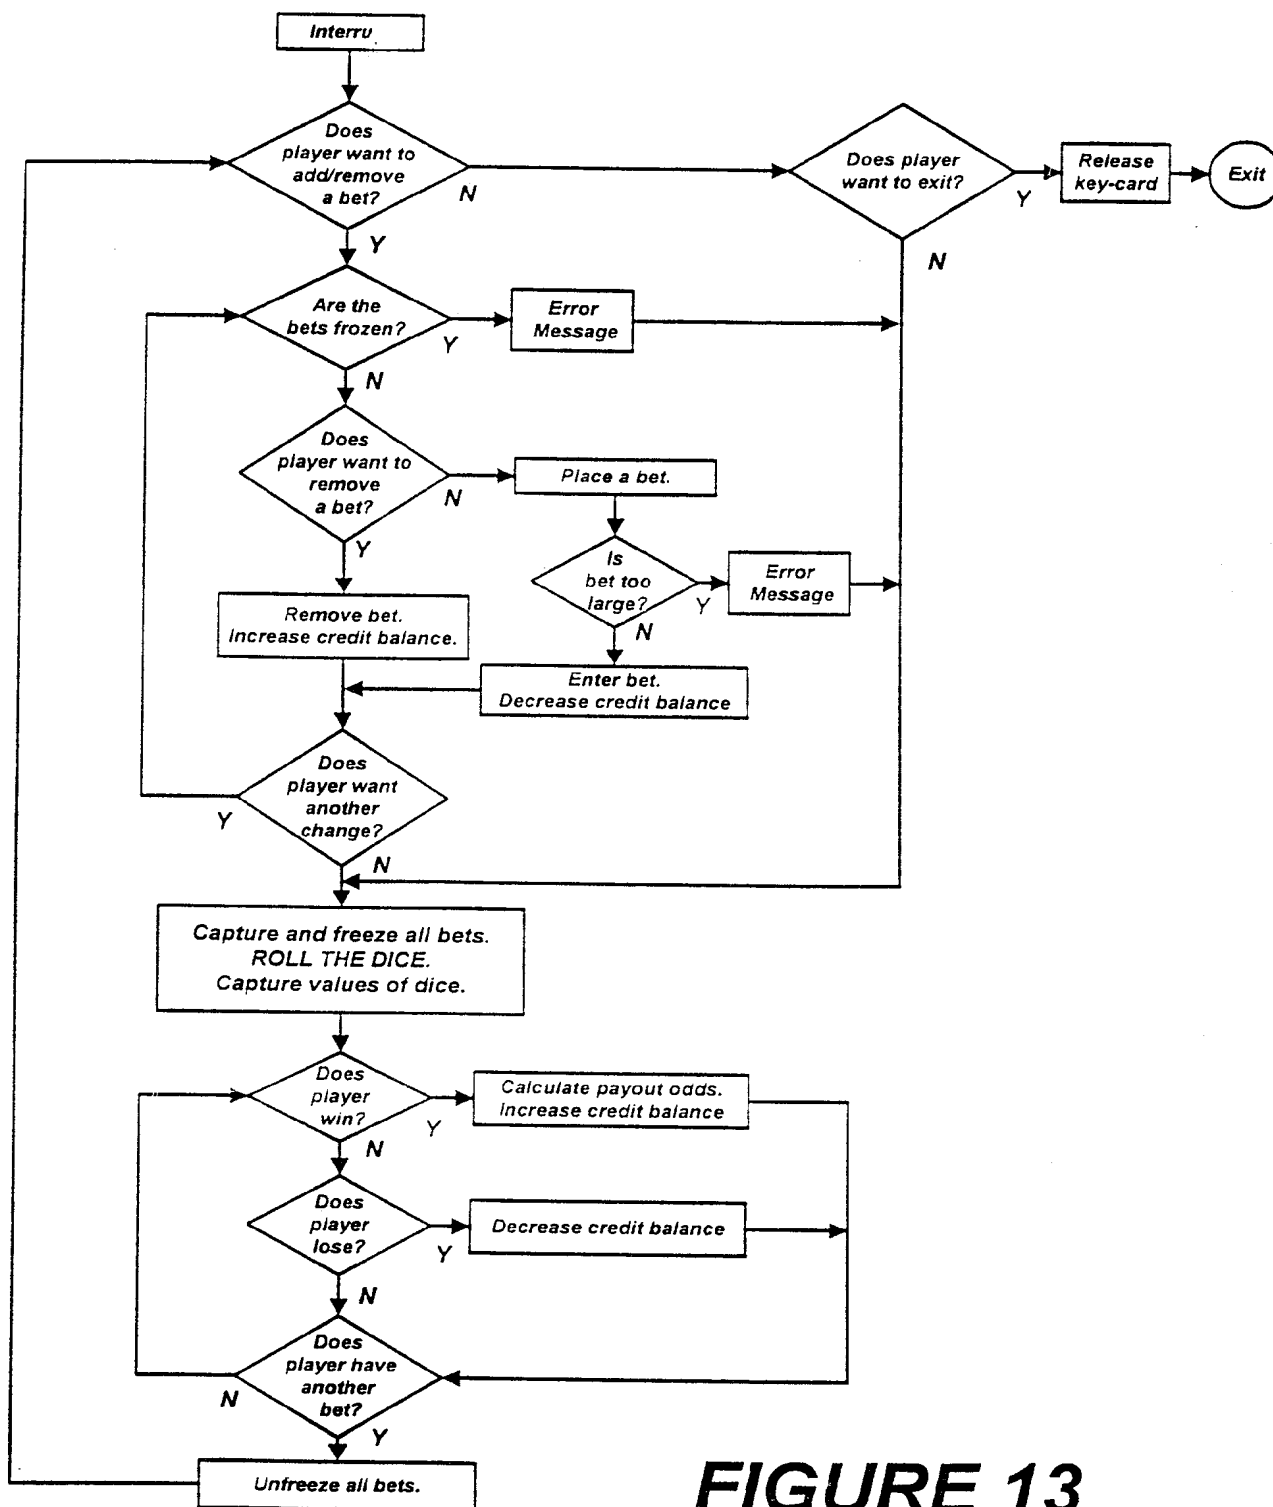 Interru
Does
player want to
add/remove
a bet?
N
Y
Does player
want to exit?
Y
N
Release
key-card
Exit
Are the
bets frozen?
Y
N
Error
Message
Does
player want to
remove
a bet?
N
Y
Place a bet.
Is
bet too
large?
Y
N
Error
Message
Remove bet.
Increase credit balance.
Enter bet.
Decrease credit balance
Does
player want
another
change?
Y
N
Capture and freeze all bets.
ROLL THE DICE.
Capture values of dice.
Does
player
win?
Y
N
Calculate payout odds.
Increase credit balance
Does
player
lose?
Y
N
Decrease credit balance
Does
player have
another
bet?
N
Y
Unfreeze all bets.
FIGURE 13